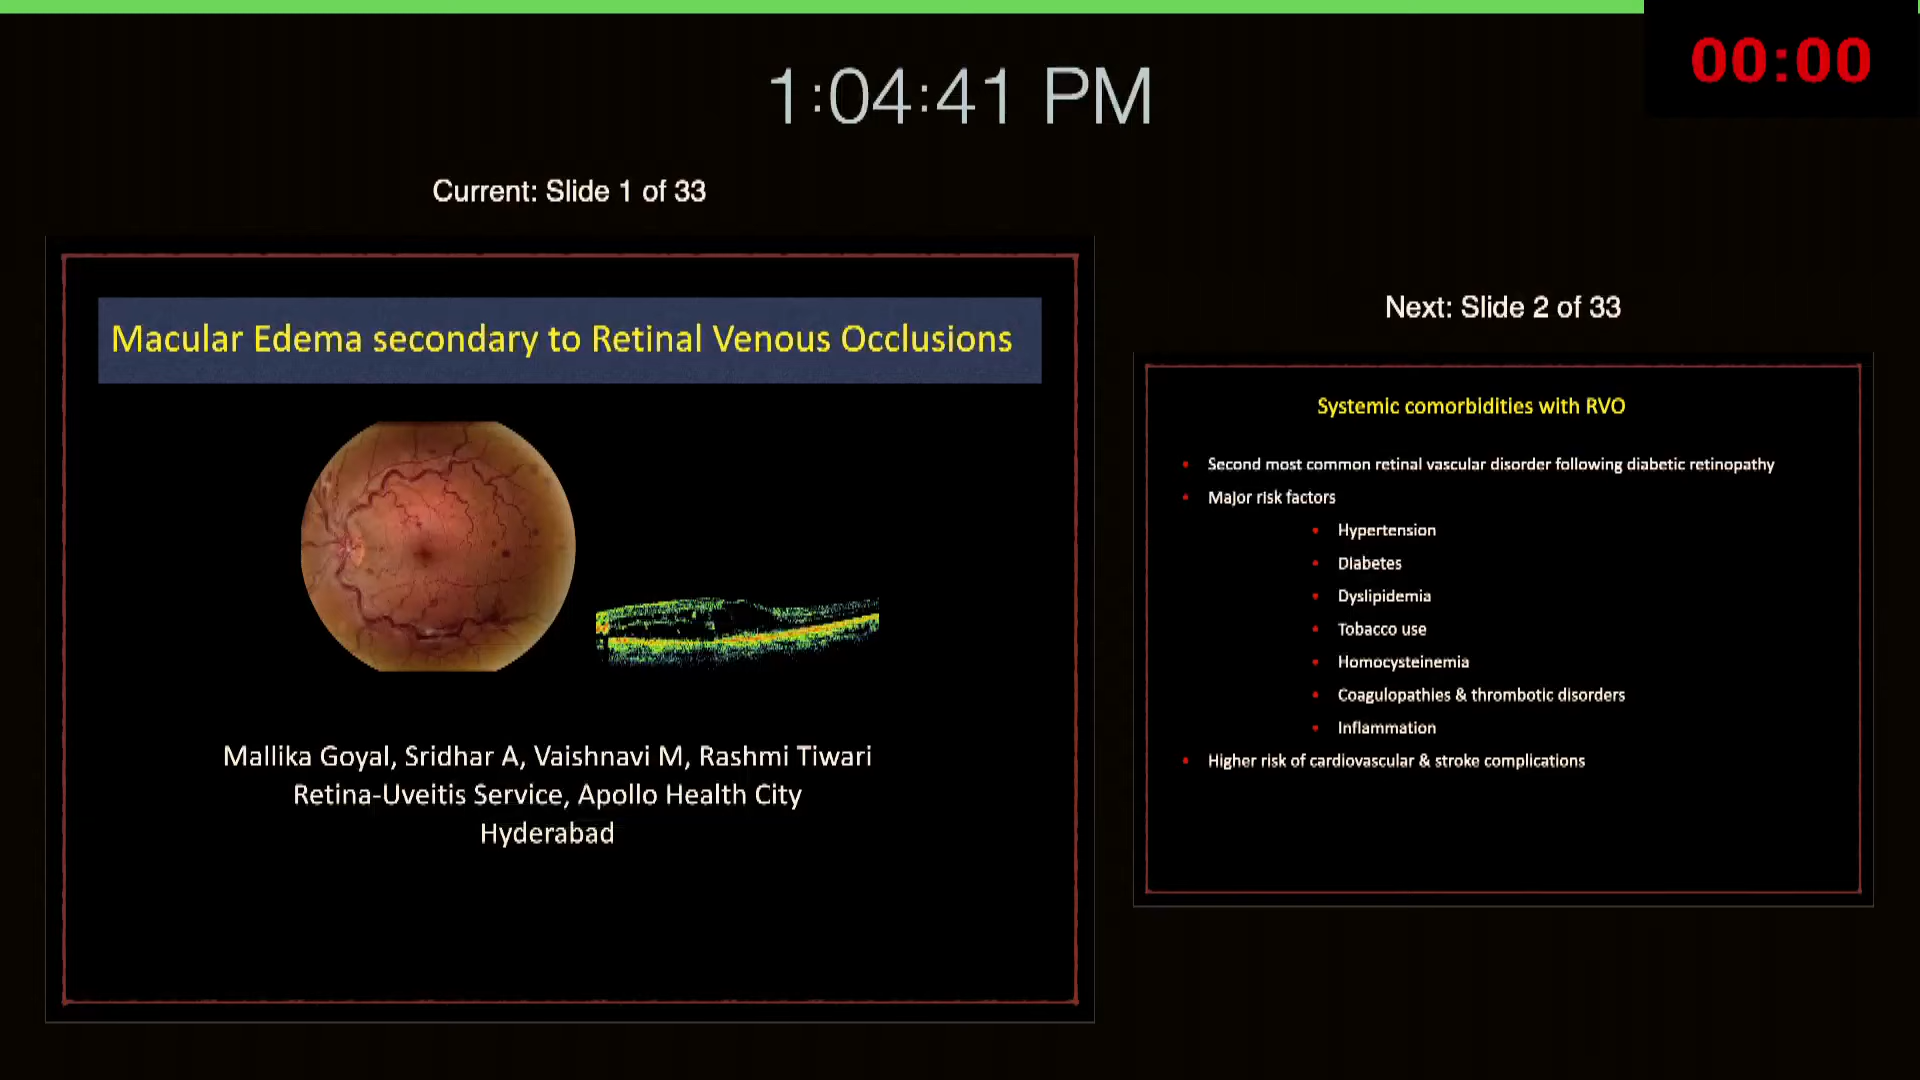 00:00
1:04:41 PM
Current: Slide 1 of 33
Macular Edema secondary to Retinal Venous Occlusions
Mallika Goyal, Sridhar A, Vaishnavi M, Rashmi Tiwari
Retina-Uveitis Service, Apollo Health City
Hyderabad
Next: Slide 2 of 33
Systemic comorbidities with RVO
• Second most common retinal vascular disorder following diabetic retinopathy
• Major risk factors
• Hypertension
• Diabetes
• Dyslipidemia
• Tobacco use
• Homocysteinemia
• Coagulopathies & thrombotic disorders
• Inflammation
• Higher risk of cardiovascular & stroke complications